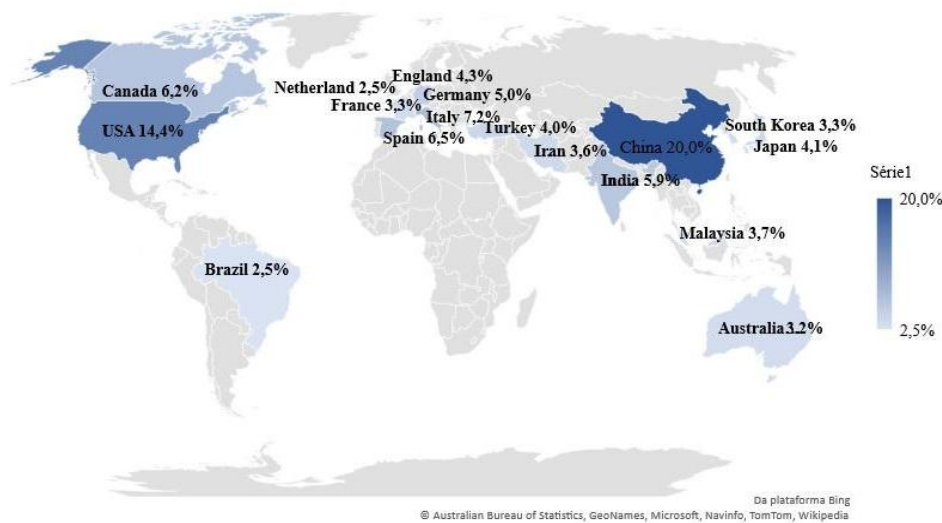 England 4,3%
Netherland 2,5%
Canada 6,2%
Germany 5,0%
France 3,3%
Italy 7,2%
South Korea 3,3%
USA 14,4%
Turkey 4,0%
Spain 6,5%
China 20,0%
Japan 4,1%
Iran 3,6%
Série1
India 5,9%
20,0%
Malaysia 3,7%
Brazil 2,5%
Australia 3.2%
2,5%
Da plataforma Bing
© Australian Bureau of Statistics, GeoNames, Microsoft, Navinfo, TomTom, Wikipedia